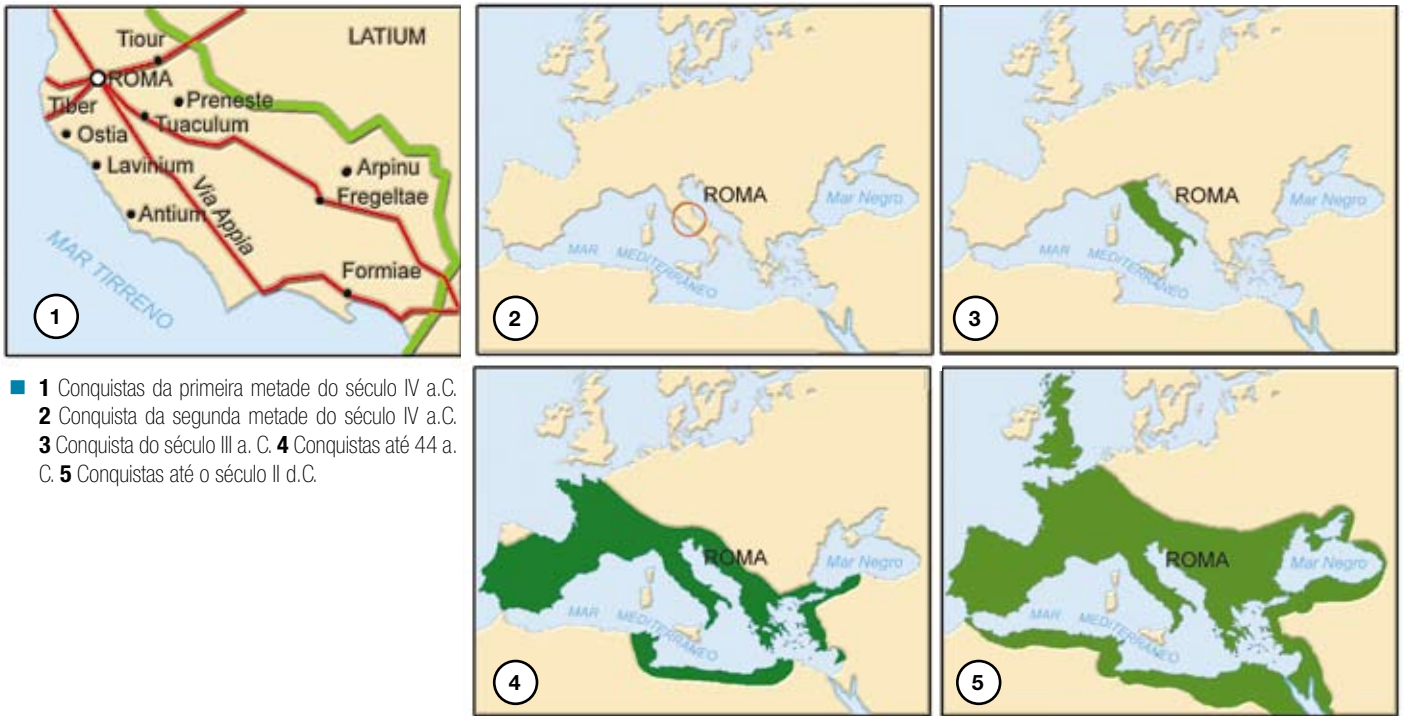 Tiour
LATIUM
ROMA
Tiber
Preneste
Tuaculum
Ostia
Lavinium
Arpinu
Fregeltae
Via Appia
Antium
MAR TIRRENO
Formiae
1
ROMA
Mar Negro
MAR MEDITERRÂNEO
2
ROMA
Mar Negro
MAR MEDITERRÂNEO
3
1 Conquistas da primeira metade do século IV a.C.
2 Conquista da segunda metade do século IV a.C.
3 Conquista do século III a. C. 4 Conquistas até 44 a.
C. 5 Conquistas até o século II d.C.
ROMA
Mar Negro
MAR MEDITERRÂNEO
4
ROMA
Mar Negro
MAR MEDITERRÂNEO
5